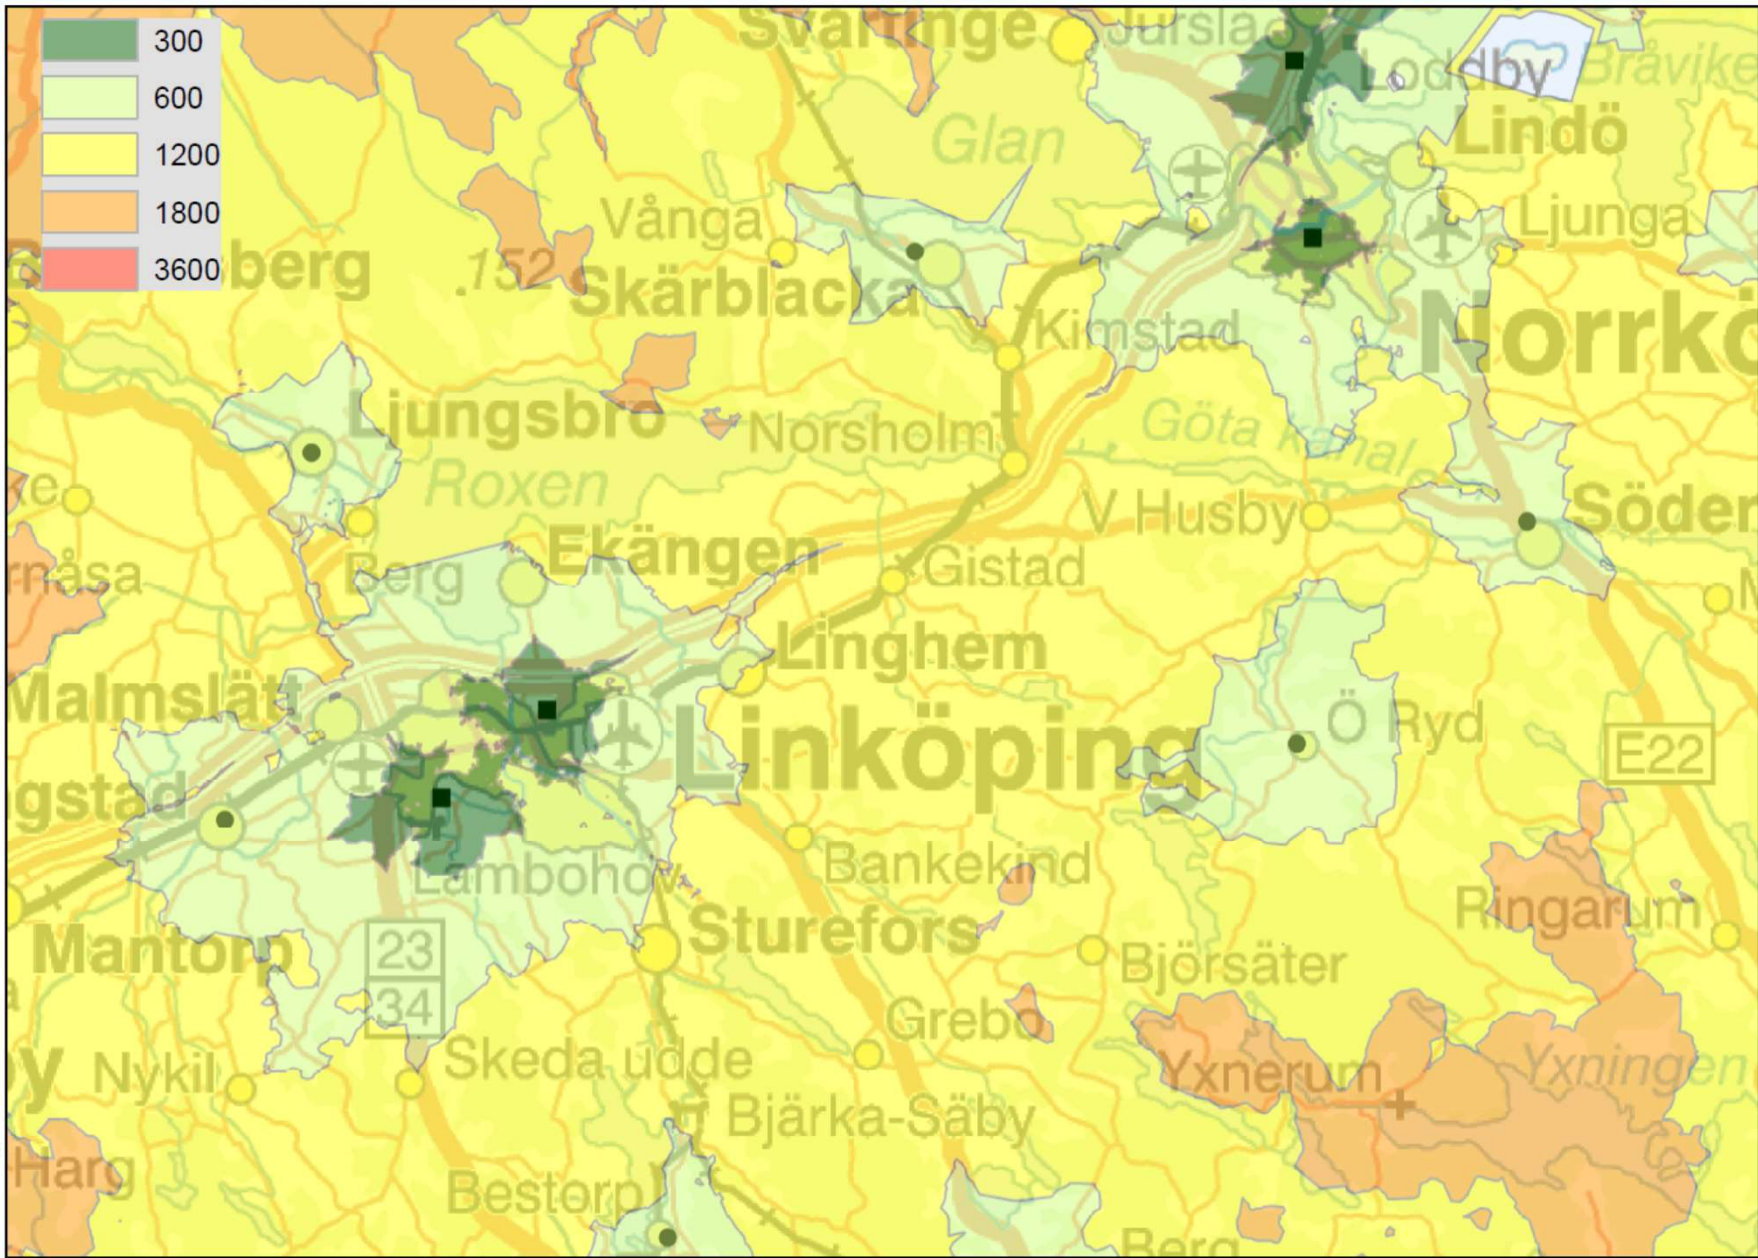 300
600
1200
1800
3600
Svärtinge
Jursla
Loddby
Bråvike
Lindö
Glan
Vånga
Ljunga
berg
.152
Skärblacka
Kimstad
Norrkö
Ljungsbro
Norsholm
Göta kanal
Roxen
V Husby
Söder
Ekängen
Gistad
rnåsa
Berg
Linghem
Malmslätt
Linköping
Ö Ryd
E22
gstad
Bankekind
Lambohov
Ringarum
Sturefors
23
Mantorp
Björsäter
34
Grebo
Skeda udde
Yxnerum
Yxningen
y
Nykil
Bjärka-Säby
Harg
Bestorp
Berg